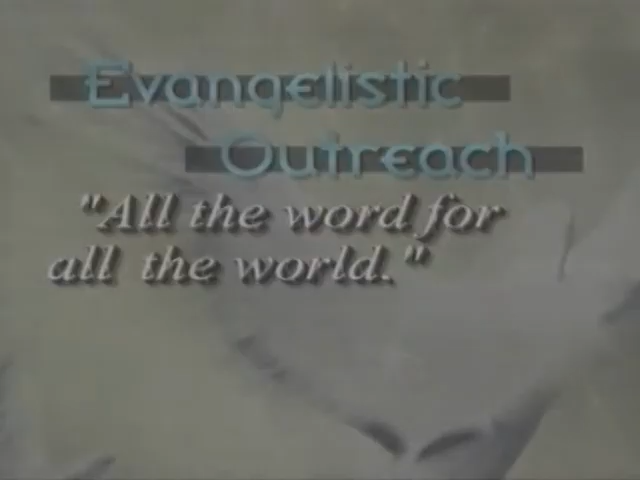 Evangelistic
Outreach
"All the word for
all the world."